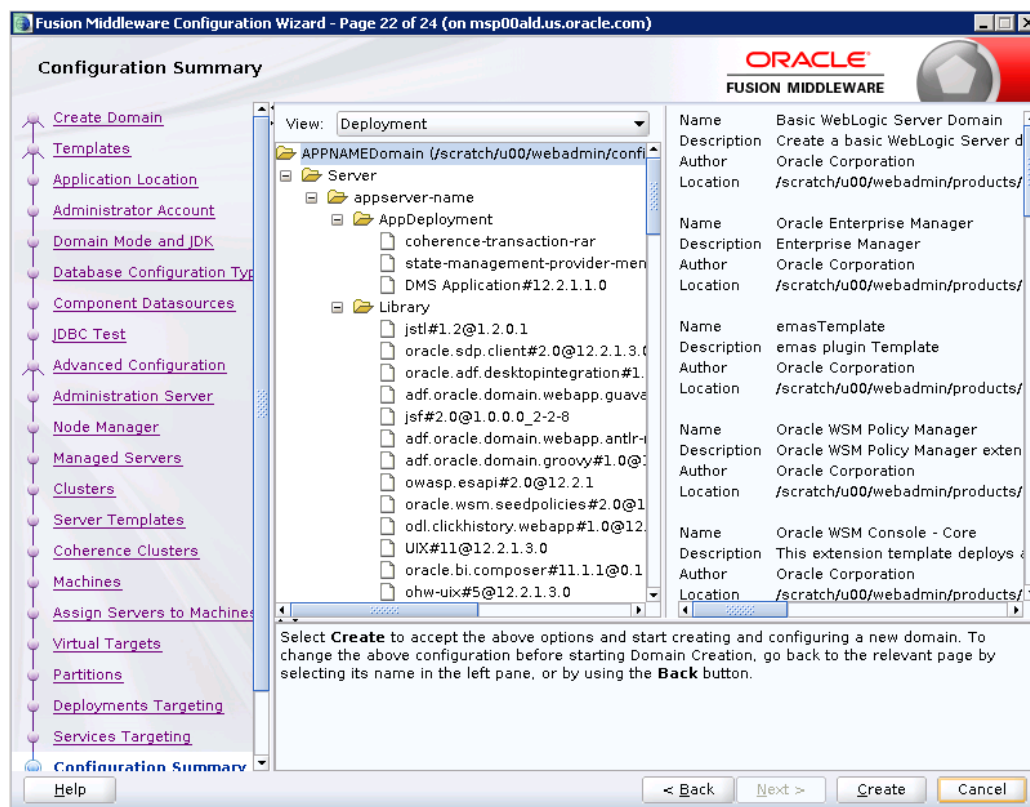 Fusion Middleware Configuration Wizard - Page 22 of 24 (on msp00ald.us.oracle.com)
Configuration Summary
ORACLE
FUSION MIDDLEWARE
Create Domain
Templates
Application Location
Administrator Account
Domain Mode and JDK
Database Configuration Typ
Component Datasources
JDBC Test
Advanced Configuration
Administration Server
Node Manager
Managed Servers
Clusters
Server Templates
Coherence Clusters
Machines
Assign Servers to Machines
Virtual Targets
Partitions
Deployments Targeting
Services Targeting
Configuration Summary
View: Deployment
APPNAMEDomain (/scratch/u00/webadmin/confi
Server
appserver-name
AppDeployment
coherence-transaction-rar
state-management-provider-men
DMS Application#12.2.1.1.0
Library
jstl#1.2@1.2.0.1
oracle.sdp.client#2.0@12.2.1.3.0
oracle.adf.desktopintegration#1.
adf.oracle.domain.webapp.guava
jsf#2.0@1.0.0.0_2-2-8
adf.oracle.domain.webapp.antlr-
adf.oracle.domain.groovy#1.0@
owasp.esapi#2.0@12.2.1
oracle.wsm.seedpolicies#2.0@1
odl.clickhistory.webapp#1.0@12.
UIX#11@12.2.1.3.0
oracle.bi.composer#11.1.1@0.1
ohw-uix#5@12.2.1.3.0
Name Basic WebLogic Server Domain
Description Create a basic WebLogic Server d
Author Oracle Corporation
Location /scratch/u00/webadmin/products/
Name Oracle Enterprise Manager
Description Enterprise Manager
Author Oracle Corporation
Location /scratch/u00/webadmin/products/
Name emasTemplate
Description emas plugin Template
Author Oracle Corporation
Location /scratch/u00/webadmin/products/
Name Oracle WSM Policy Manager
Description Oracle WSM Policy Manager exten
Author Oracle Corporation
Location /scratch/u00/webadmin/products/
Name Oracle WSM Console - Core
Description This extension template deploys a
Author Oracle Corporation
Location /scratch/u00/webadmin/products/
Select Create to accept the above options and start creating and configuring a new domain. To
change the above configuration before starting Domain Creation, go back to the relevant page by
selecting its name in the left pane, or by using the Back button.
Help
< Back
Next >
Create
Cancel